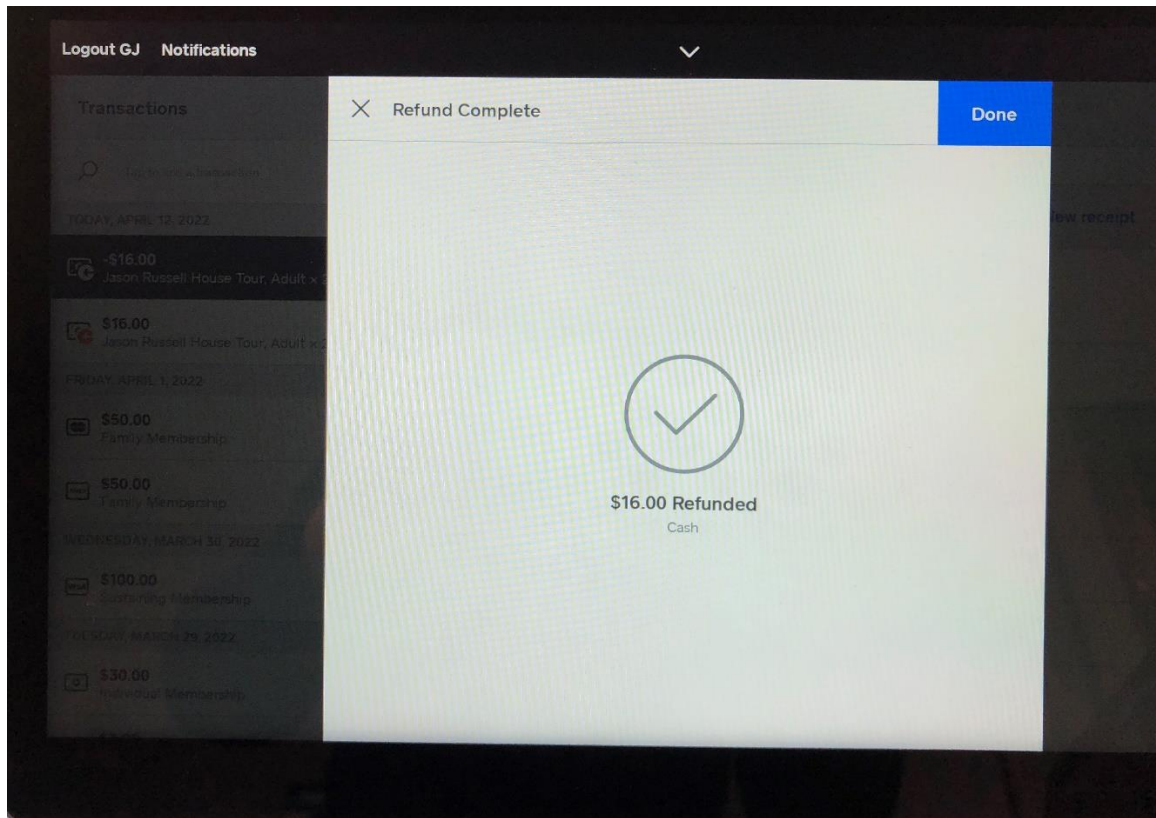 Logout GJ Notifications
Transactions
Refund Complete
Done
TODAY, APRIL 12, 2022
-$16.00
Jason Russell House Tour, Adult ×
$16.00
Jason Russell House Tour, Adult ×
FRIDAY, APRIL 1, 2022
$50.00
Family Membership
$50.00
Family Membership
WEDNESDAY, MARCH 30, 2022
$100.00
Sustaining Membership
TUESDAY, MARCH 29, 2022
$30.00
Individual Membership
receipt
$16.00 Refunded
Cash